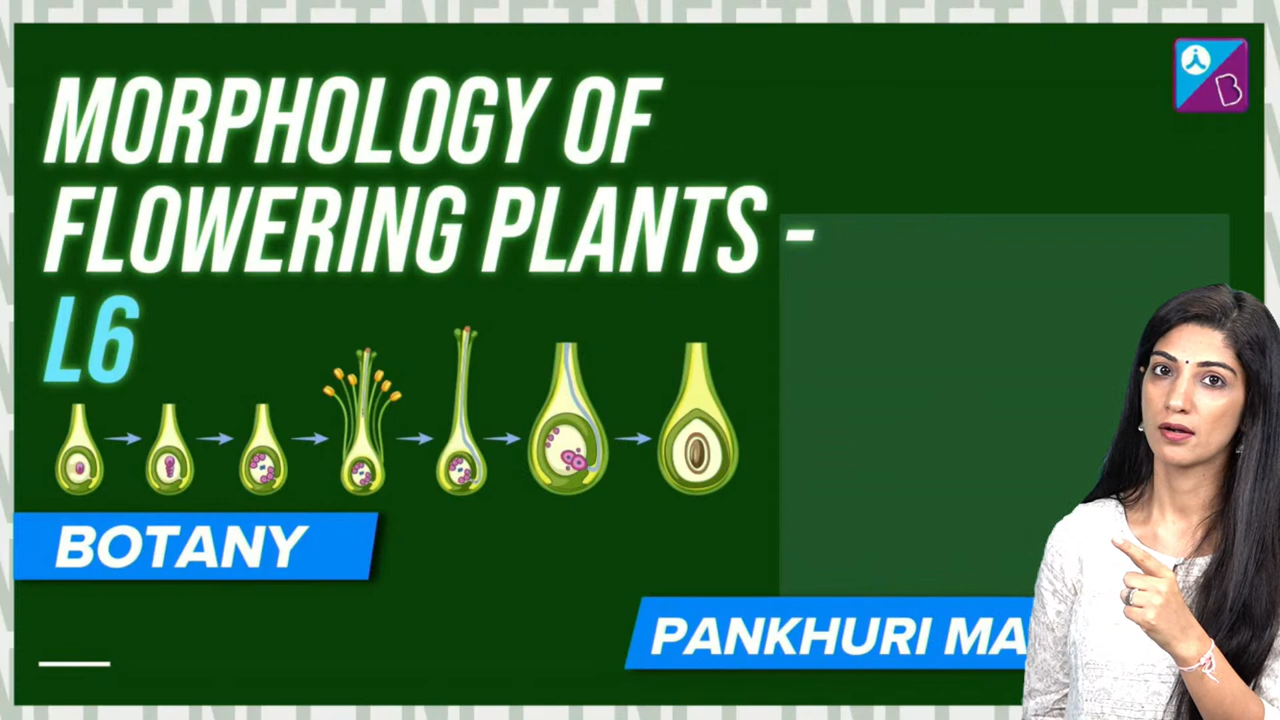 MORPHOLOGY OF
FLOWERING PLANTS -
L6
BOTANY
PANKHURI MA
B